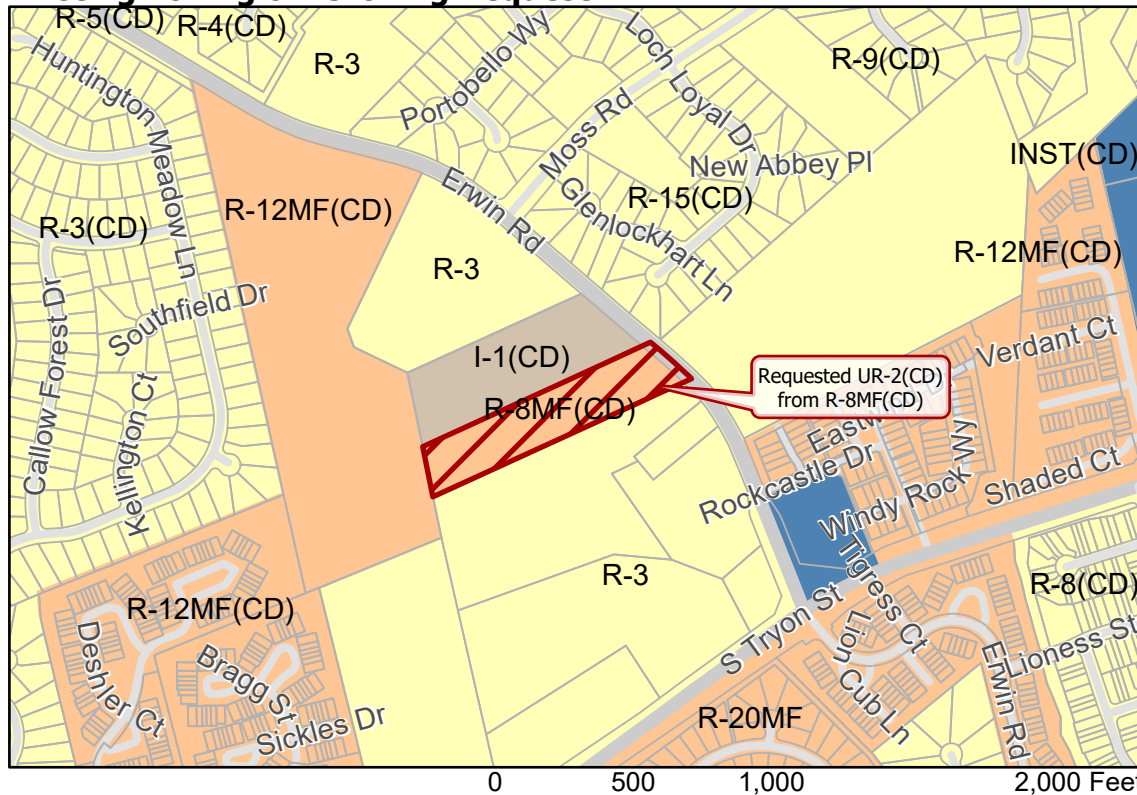 R-5(CD)
R-4(CD)
R-3
Portobello Wy
Loch Loyal Dr
R-9(CD)
Huntington Meadow Ln
Moss Rd
New Abbey Pl
INST(CD)
R-12MF(CD)
Erwin Rd
Glenlockhart Ln
R-15(CD)
R-3(CD)
R-3
R-12MF(CD)
Callow Forest Dr
Southfield Dr
Kellington Ct
I-1(CD)
Verdant Ct
Requested UR-2(CD)
from R-8MF(CD)
R-8MF(CD)
Rockcastle Dr
Windy Rock Wy
Shaded Ct
R-3
Tigress Ct
R-8(CD)
R-12MF(CD)
S Tryon St
Lion Cub Ln
Lioness St
Erwin Rd
Deshler Ct
Bragg St
Sickles Dr
R-20MF
0 500 1,000 2,000 Feet